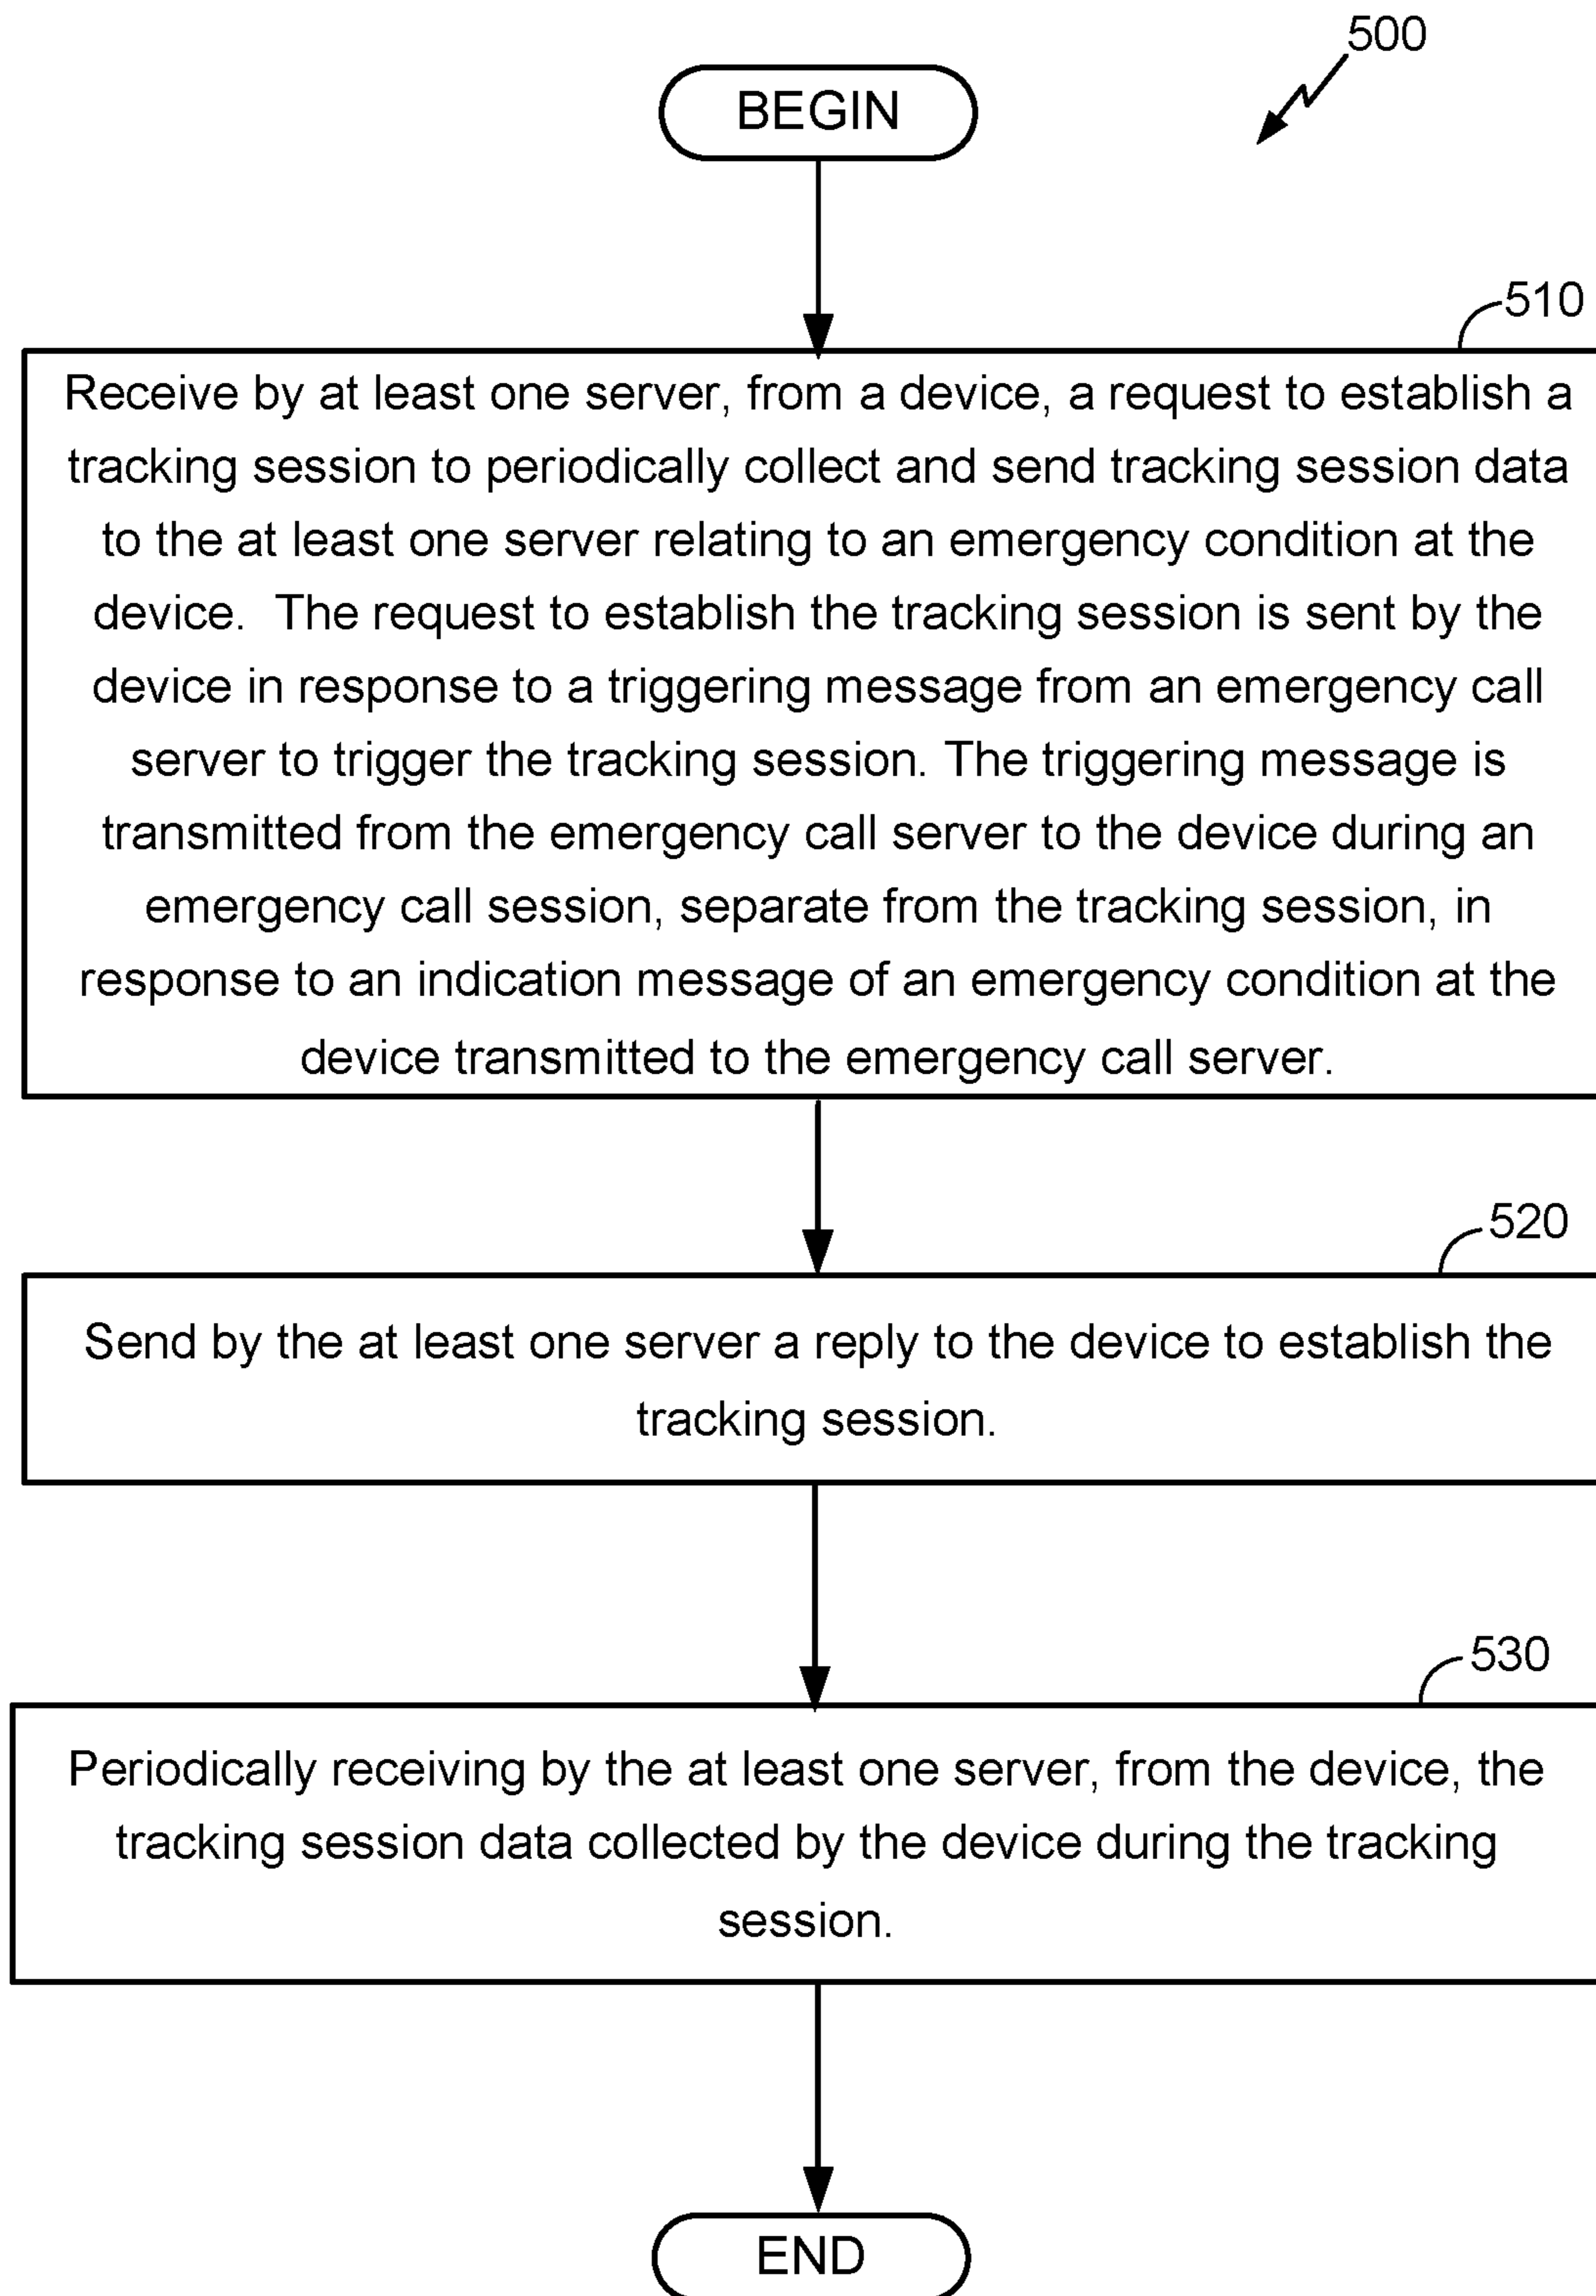 500
BEGIN
510
Receive by at least one server, from a device, a request to establish a
tracking session to periodically collect and send tracking session data
to the at least one server relating to an emergency condition at the
device.  The request to establish the tracking session is sent by the
device in response to a triggering message from an emergency call
server to trigger the tracking session. The triggering message is
transmitted from the emergency call server to the device during an
emergency call session, separate from the tracking session, in
response to an indication message of an emergency condition at the
device transmitted to the emergency call server.
520
Send by the at least one server a reply to the device to establish the
tracking session.
530
Periodically receiving by the at least one server, from the device, the
tracking session data collected by the device during the tracking
session.
END